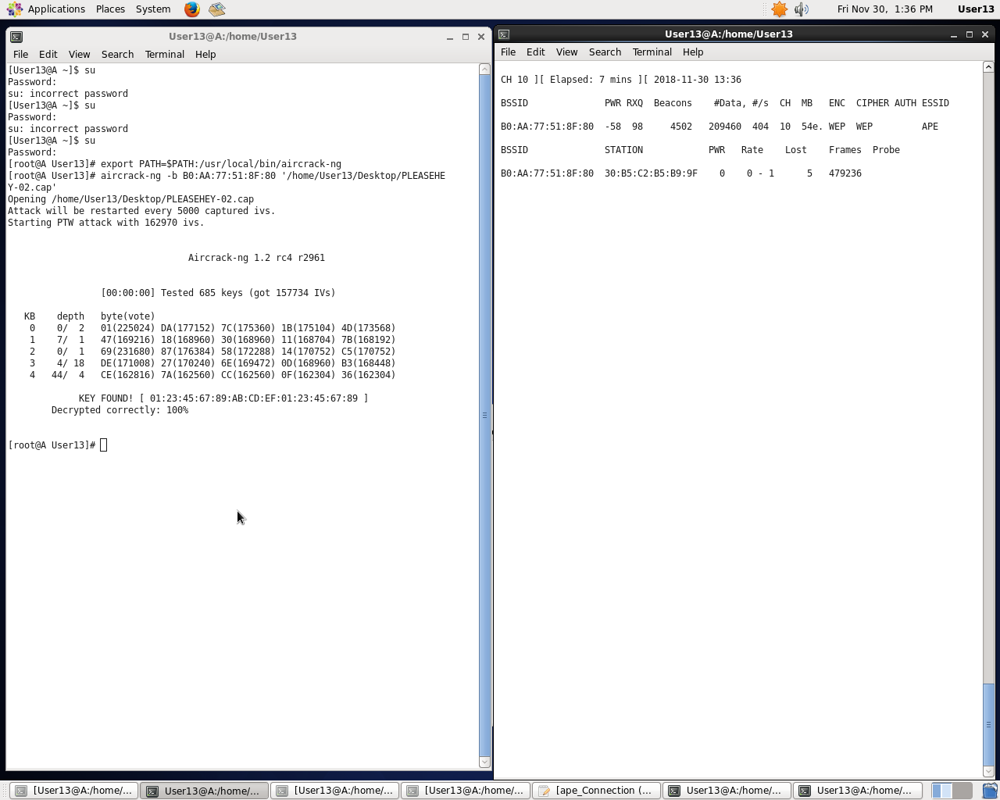 Applications Places System Fri Nov 30, 1:36 PM User13
User13@A:/home/User13
File Edit View Search Terminal Help
[User13@A ~]$ su
Password:
su: incorrect password
[User13@A ~]$ su
Password:
su: incorrect password
[User13@A ~]$ su
Password:
[root@A User13]# export PATH=$PATH:/usr/local/bin/aircrack-ng
[root@A User13]# aircrack-ng -b B0:AA:77:51:8F:80 '/home/User13/Desktop/PLEASEHE
Y-02.cap'
Opening /home/User13/Desktop/PLEASEHEY-02.cap
Attack will be restarted every 5000 captured ivs.
Starting PTW attack with 162970 ivs.
Aircrack-ng 1.2 rc4 r2961
[00:00:00] Tested 685 keys (got 157734 IVs)
KB depth byte(vote)
0 0/ 2 01(225024) DA(177152) 7C(175360) 1B(175104) 4D(173568)
1 7/ 1 47(169216) 18(168960) 30(168960) 11(168704) 7B(168192)
2 0/ 1 69(231680) 87(176384) 58(172288) 14(170752) C5(170752)
3 4/ 18 DE(171008) 27(170240) 6E(169472) 0D(168960) B3(168448)
4 44/ 4 CE(162816) 7A(162560) CC(162560) 0F(162304) 36(162304)
KEY FOUND! [ 01:23:45:67:89:AB:CD:EF:01:23:45:67:89 ]
Decrypted correctly: 100%
[root@A User13]#
User13@A:/home/User13
File Edit View Search Terminal Help
CH 10 ][ Elapsed: 7 mins ][ 2018-11-30 13:36
BSSID PWR RXQ Beacons #Data, #/s CH MB ENC CIPHER AUTH ESSID
B0:AA:77:51:8F:80 -58 98 4502 209460 404 10 54e. WEP WEP APE
BSSID STATION PWR Rate Lost Frames Probe
B0:AA:77:51:8F:80 30:B5:C2:B5:B9:9F 0 0 - 1 5 479236
[User13@A:/home/... User13@A:/home/... [User13@A:/home/... [User13@A:/home/... [ape_Connection (... User13@A:/home/... User13@A:/home/...